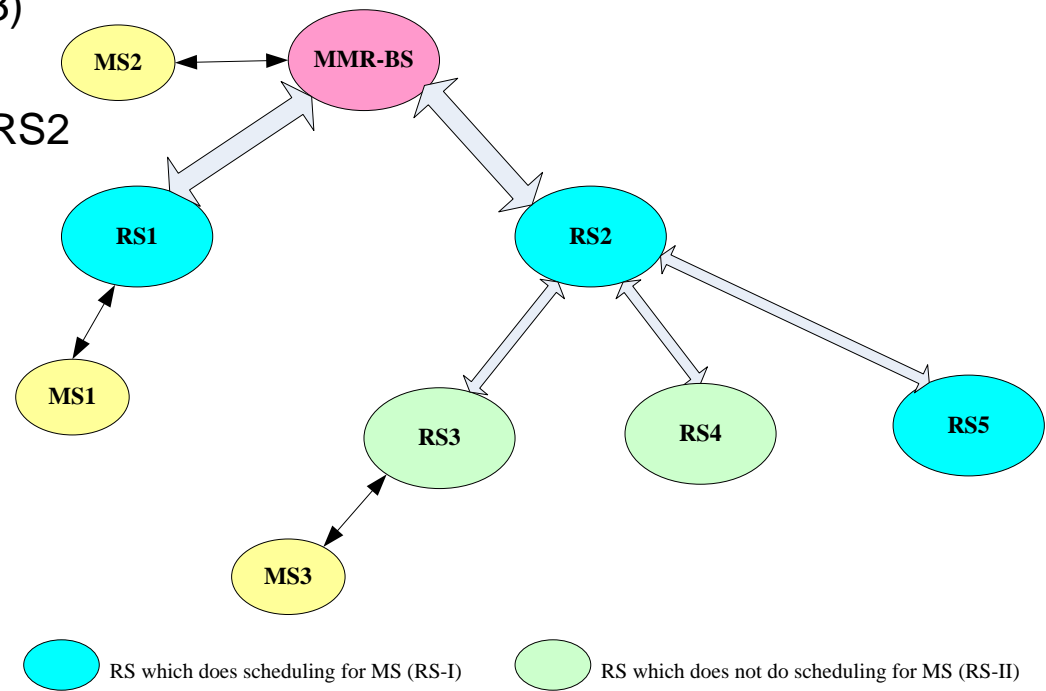 MS2
MMR-BS
RS2
RS1
RS2
MS1
RS3
RS4
RS5
MS3
RS which does scheduling for MS (RS-I)
RS which does not do scheduling for MS (RS-II)